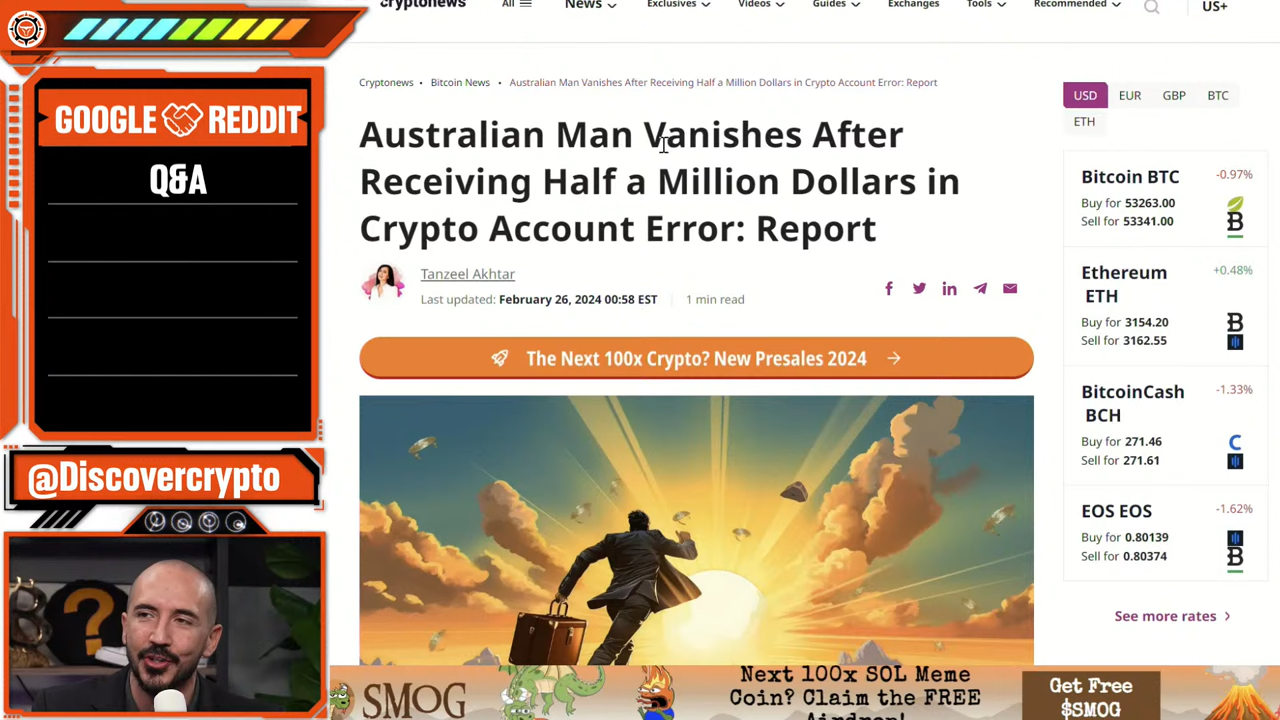 GOOGLE REDDIT
Q&A
@Discovercrypto
?
cryptonews
All
News
Exclusives
Videos
Guides
Exchanges
Tools
Recommended
US+
Cryptonews • Bitcoin News • Australian Man Vanishes After Receiving Half a Million Dollars in Crypto Account Error: Report
Australian Man Vanishes After
Receiving Half a Million Dollars in
Crypto Account Error: Report
Tanzeel Akhtar
Last updated: February 26, 2024 00:58 EST | 1 min read
The Next 100x Crypto? New Presales 2024 →
USD EUR GBP BTC
ETH
Bitcoin BTC -0.97%
Buy for 53263.00
Sell for 53341.00
Ethereum +0.48%
ETH
Buy for 3154.20
Sell for 3162.55
BitcoinCash -1.33%
BCH
Buy for 271.46
Sell for 271.61
EOS EOS -1.62%
Buy for 0.80139
Sell for 0.80374
See more rates >
SMOG
Next 100x SOL Meme
Coin? Claim the FREE
Airdrop!
Get Free
$SMOG